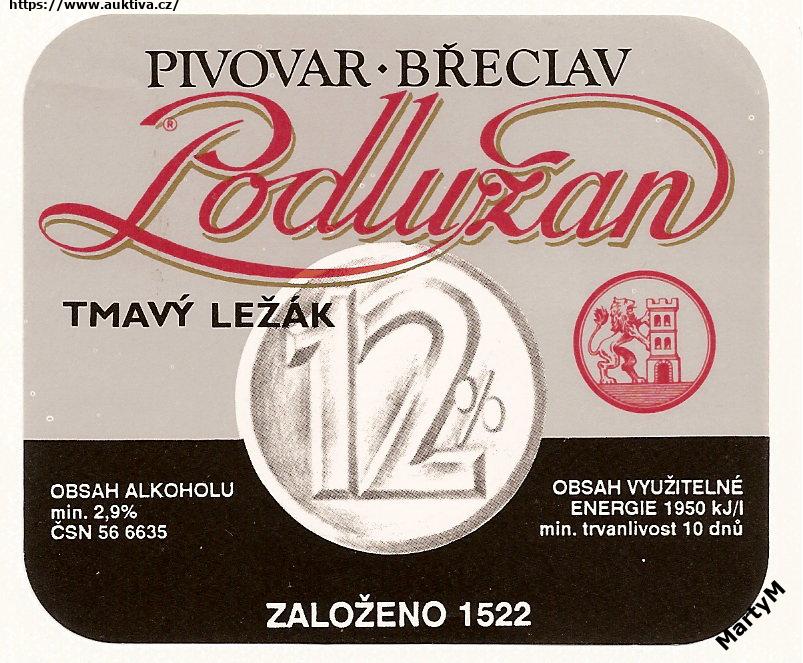 https://www.auktiva.cz/
PIVOVAR · BŘECLAV
Podlužan
®
TMAVÝ LEŽÁK
12%
OBSAH ALKOHOLU
min. 2,9%
ČSN 56 6635
OBSAH VYUŽITELNÉ
ENERGIE 1950 kJ/l
min. trvanlivost 10 dnů
ZALOŽENO 1522
MartyM